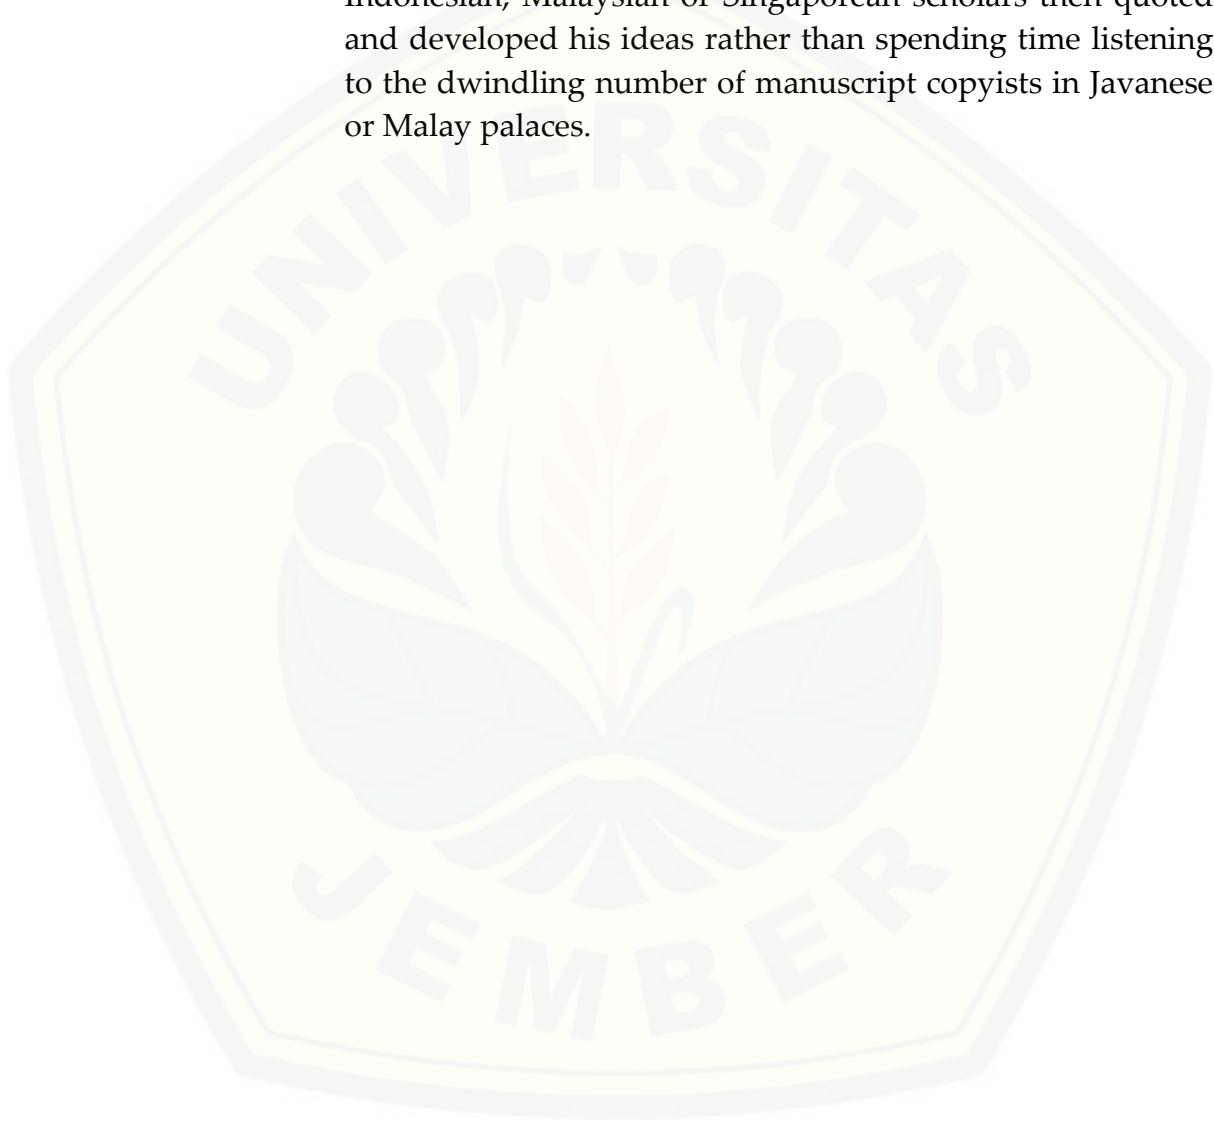 Indonesian, Malaysian or Singaporean scholars then quoted
and developed his ideas rather than spending time listening
to the dwindling number of manuscript copyists in Javanese
or Malay palaces.
UNIVERSITAS
JEMBER